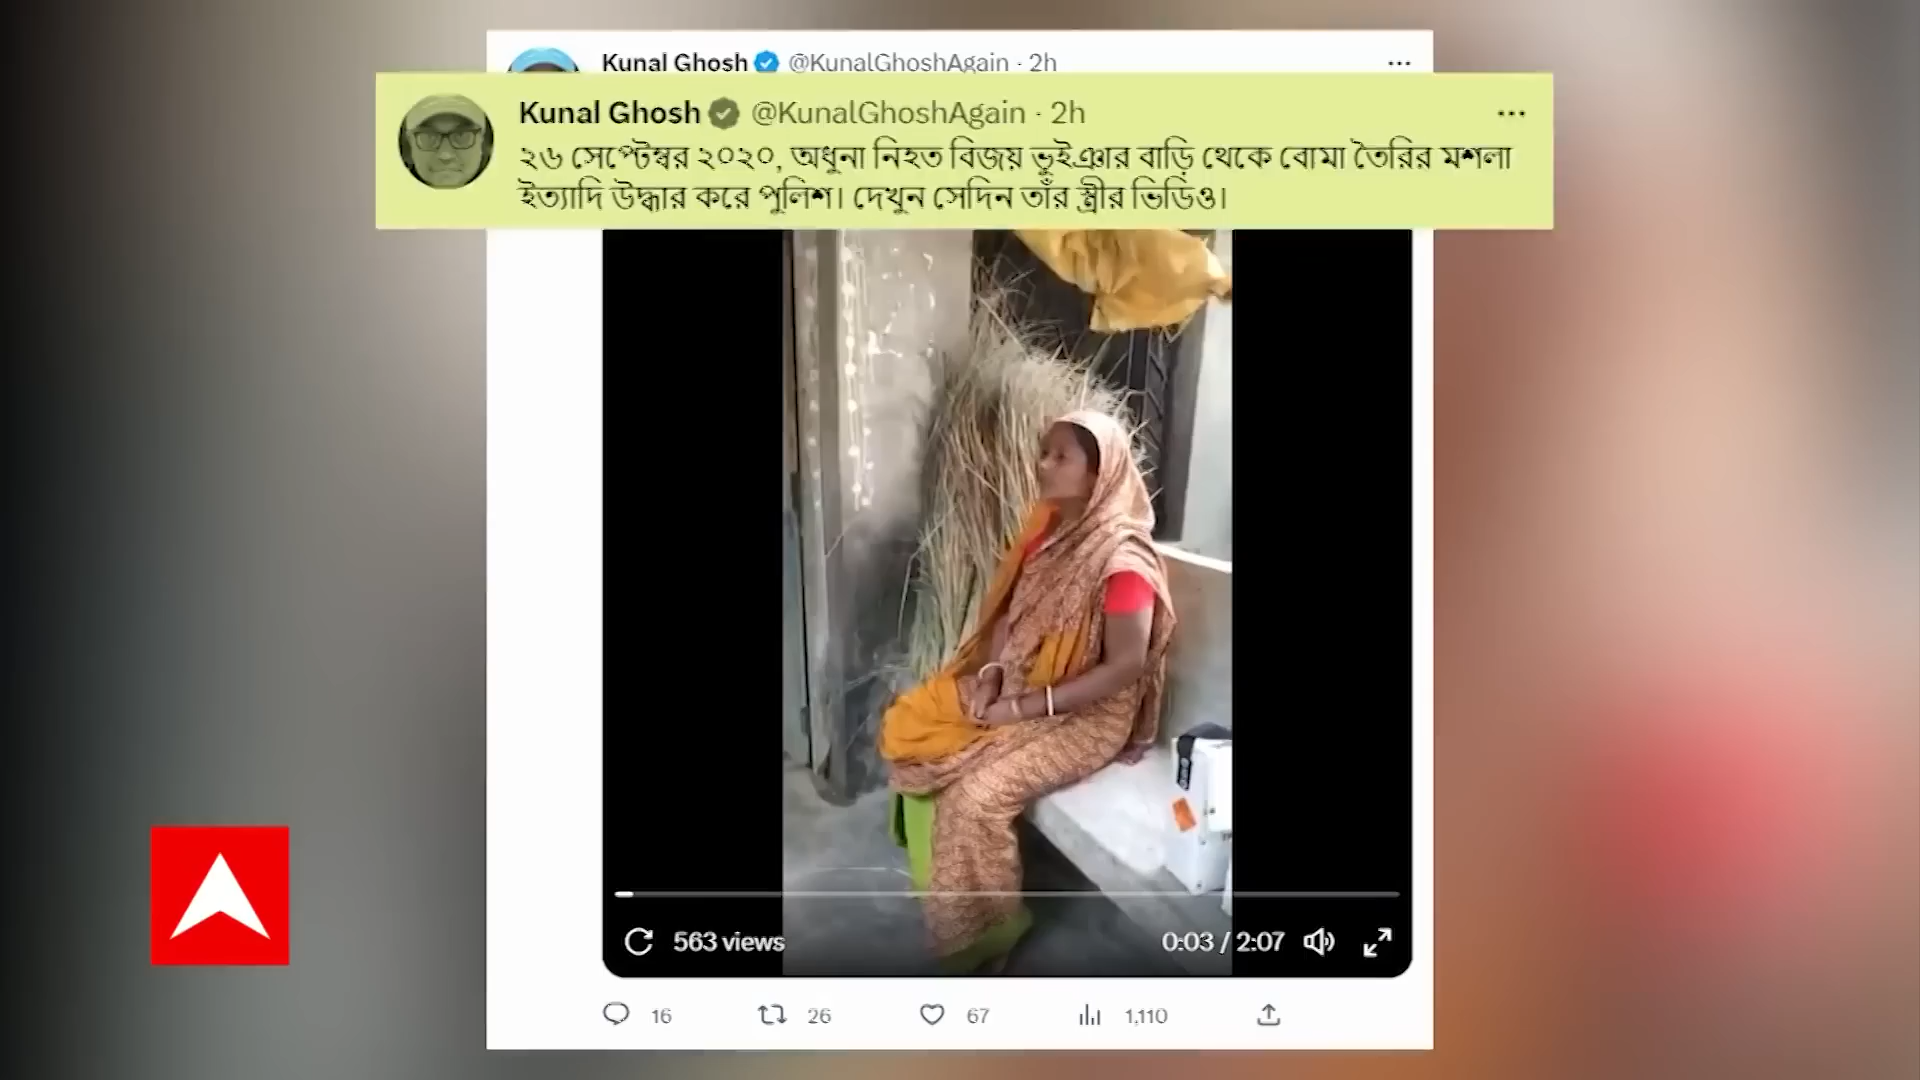 Kunal Ghosh @KunalGhoshAgain · 2h
Kunal Ghosh @KunalGhoshAgain · 2h
২৬ সেপ্টেম্বর ২০২০, অধুনা নিহত বিজয় ভুইঞার বাড়ি থেকে বোমা তৈরির মশলা
ইত্যাদি উদ্ধার করে পুলিশ। দেখুন সেদিন তাঁর স্ত্রীর ভিডিও।
563 views 0:03 / 2:07
16 26 67 1,110